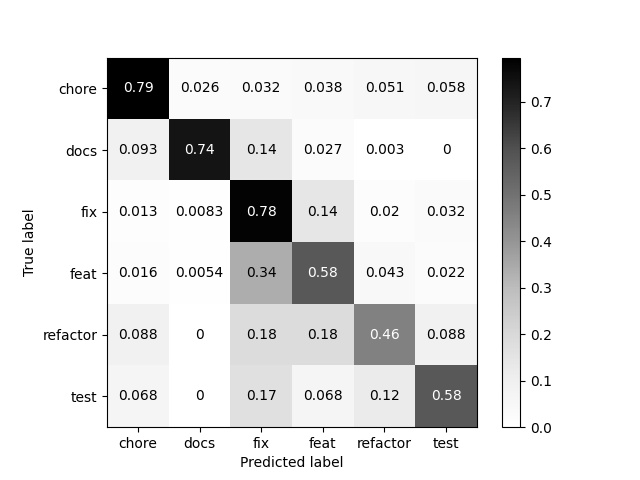 chore 0.79 0.026 0.032 0.038 0.051 0.058
docs 0.093 0.74 0.14 0.027 0.003 0
fix 0.013 0.0083 0.78 0.14 0.02 0.032
feat 0.016 0.0054 0.34 0.58 0.043 0.022
refactor 0.088 0 0.18 0.18 0.46 0.088
test 0.068 0 0.17 0.068 0.12 0.58
chore docs fix feat refactor test
Predicted label
True label
0.7
0.6
0.5
0.4
0.3
0.2
0.1
0.0